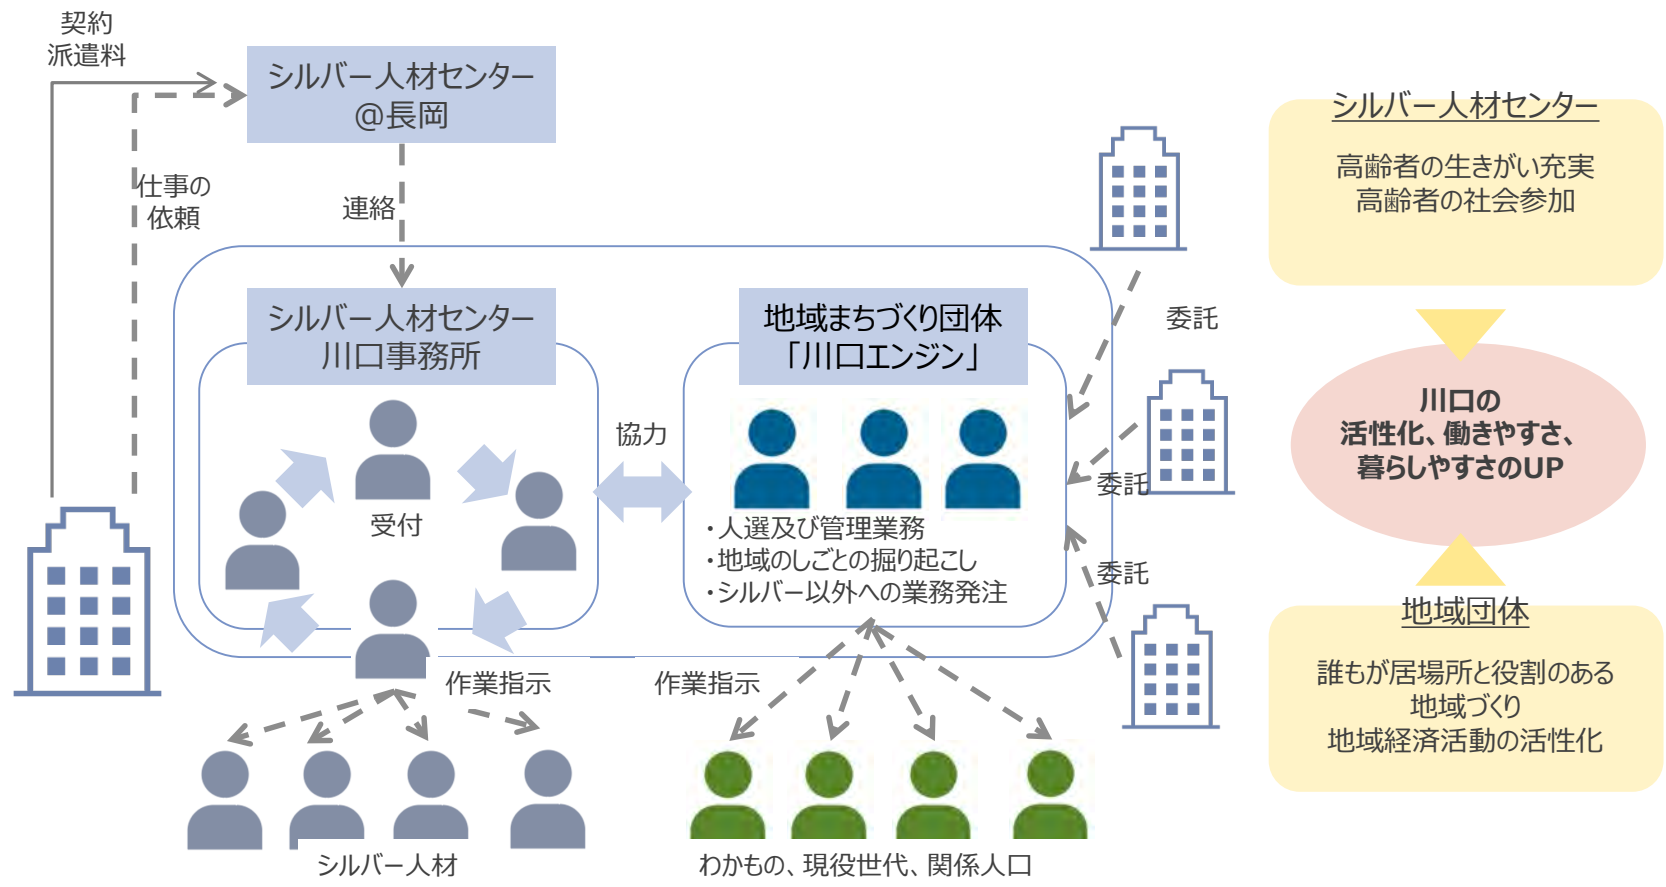 契約
派遣料
シルバー人材センター
@長岡
仕事の
依頼
連絡
シルバー人材センター
川口事務所
受付
作業指示
シルバー人材
協力
地域まちづくり団体
「川口エンジン」
・人選及び管理業務
・地域のしごとの掘り起こし
・シルバー以外への業務発注
作業指示
わかもの、現役世代、関係人口
委託
委託
委託
シルバー人材センター
高齢者の生きがい充実
高齢者の社会参加
川口の
活性化、働きやすさ、
暮らしやすさのUP
地域団体
誰もが居場所と役割のある
地域づくり
地域経済活動の活性化